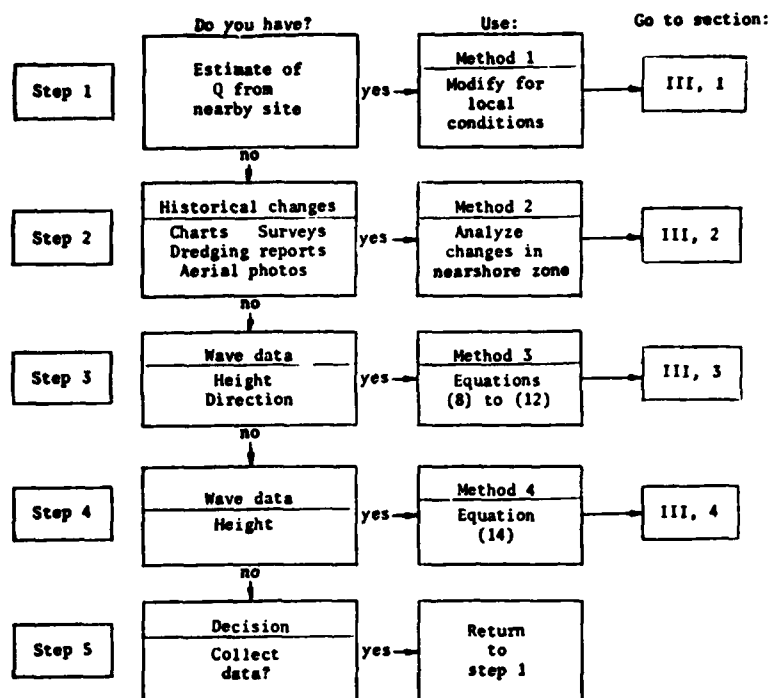 Do you have?
Use:
Go to section:
Step 1
Estimate of
Q from
nearby site
yes
Method 1
Modify for
local
conditions
III, 1
no
Step 2
Historical changes
Charts Surveys
Dredging reports
Aerial photos
yes
Method 2
Analyze
changes in
nearshore zone
III, 2
no
Step 3
Wave data
Height
Direction
yes
Method 3
Equations
(8) to (12)
III, 3
no
Step 4
Wave data
Height
yes
Method 4
Equation
(14)
III, 4
no
Step 5
Decision
Collect
data?
yes
Return
to
step 1